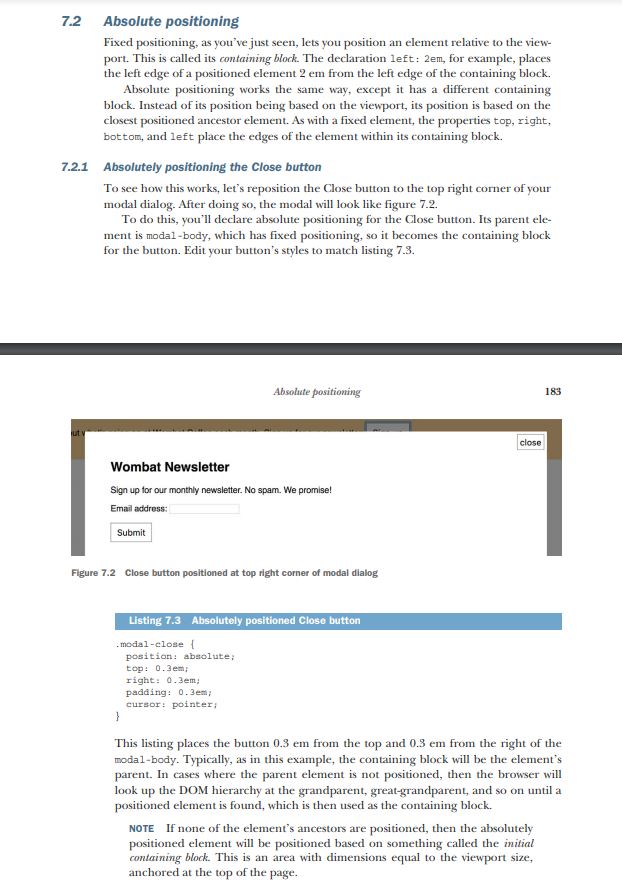 7.2 Absolute positioning
Fixed positioning, as you've just seen, lets you position an element relative to the view-
port. This is called its containing block. The declaration left: 2em, for example, places
the left edge of a positioned element 2 em from the left edge of the containing block.
Absolute positioning works the same way, except it has a different containing
block. Instead of its position being based on the viewport, its position is based on the
closest positioned ancestor element. As with a fixed element, the properties top, right,
bottom, and left place the edges of the element within its containing block.
7.2.1 Absolutely positioning the Close button
To see how this works, let's reposition the Close button to the top right corner of your
modal dialog. After doing so, the modal will look like figure 7.2.
To do this, you'll declare absolute positioning for the Close button. Its parent ele-
ment is modal-body, which has fixed positioning, so it becomes the containing block
for the button. Edit your button's styles to match listing 7.3.
Absolute positioning 183
close
Wombat Newsletter
Sign up for our monthly newsletter. No spam. We promise!
Email address:
Submit
Figure 7.2 Close button positioned at top right corner of modal dialog
Listing 7.3 Absolutely positioned Close button
.modal-close {
position: absolute;
top: 0.3em;
right: 0.3em;
padding: 0.3em;
cursor: pointer;
}
This listing places the button 0.3 em from the top and 0.3 em from the right of the
modal-body. Typically, as in this example, the containing block will be the element's
parent. In cases where the parent element is not positioned, then the browser will
look up the DOM hierarchy at the grandparent, great-grandparent, and so on until a
positioned element is found, which is then used as the containing block.
NOTE If none of the element's ancestors are positioned, then the absolutely
positioned element will be positioned based on something called the initial
containing block. This is an area with dimensions equal to the viewport size,
anchored at the top of the page.